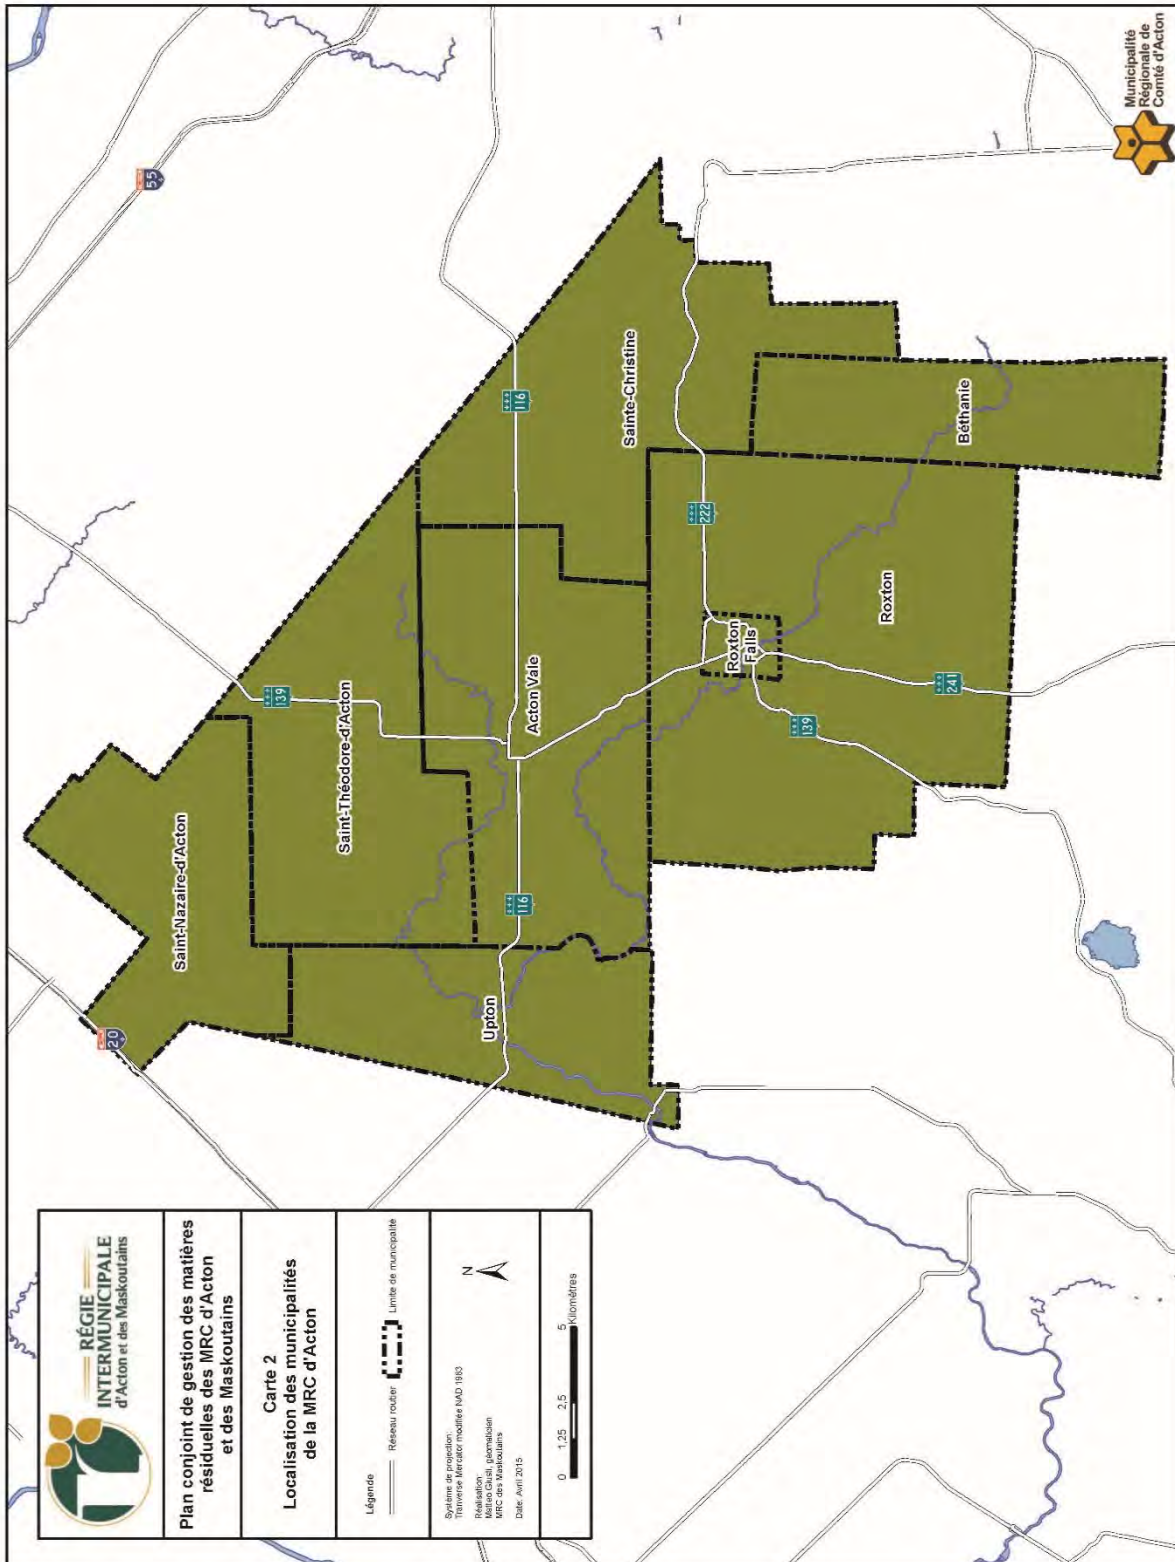 RÉGIE
INTERMUNICIPALE
d'Acton et des Maskoutains
Plan conjoint de gestion des matières
résiduelles des MRC d'Acton
et des Maskoutains
Carte 2
Localisation des municipalités
de la MRC d'Acton
Légende
Réseau routier
Limite de municipalité
Système de projection:
Tranverse Mercator modifiée NAD 1983
Réalisation:
Matteo Giusti, géomaticien
MRC des Maskoutains
Date: Avril 2015
N
0 1,25 2,5 5
Kilomètres
20
55
Saint-Nazaire-d'Acton
139
Saint-Théodore-d'Acton
Upton
116
Acton Vale
116
Sainte-Christine
222
Roxton
Falls
139
241
Roxton
Béthanie
Municipalité
Régionale de
Comté d'Acton